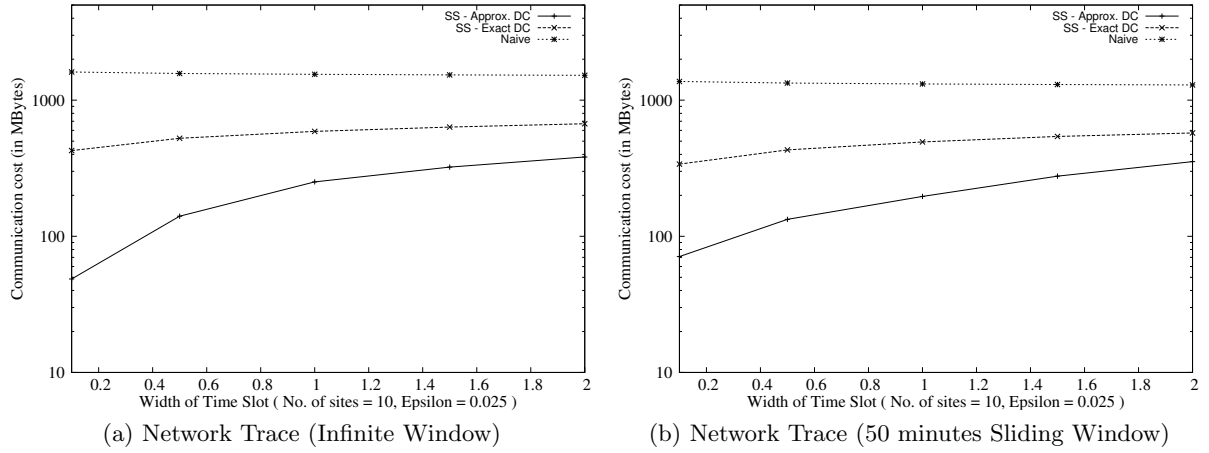 SS - Approx. DC
SS - Exact DC
Naive
1000
100
10
Communication cost (in MBytes)
0.2 0.4 0.6 0.8 1 1.2 1.4 1.6 1.8 2
Width of Time Slot ( No. of sites = 10, Epsilon = 0.025 )
(a) Network Trace (Infinite Window)
SS - Approx. DC
SS - Exact DC
Naive
1000
100
10
Communication cost (in MBytes)
0.2 0.4 0.6 0.8 1 1.2 1.4 1.6 1.8 2
Width of Time Slot ( No. of sites = 10, Epsilon = 0.025 )
(b) Network Trace (50 minutes Sliding Window)